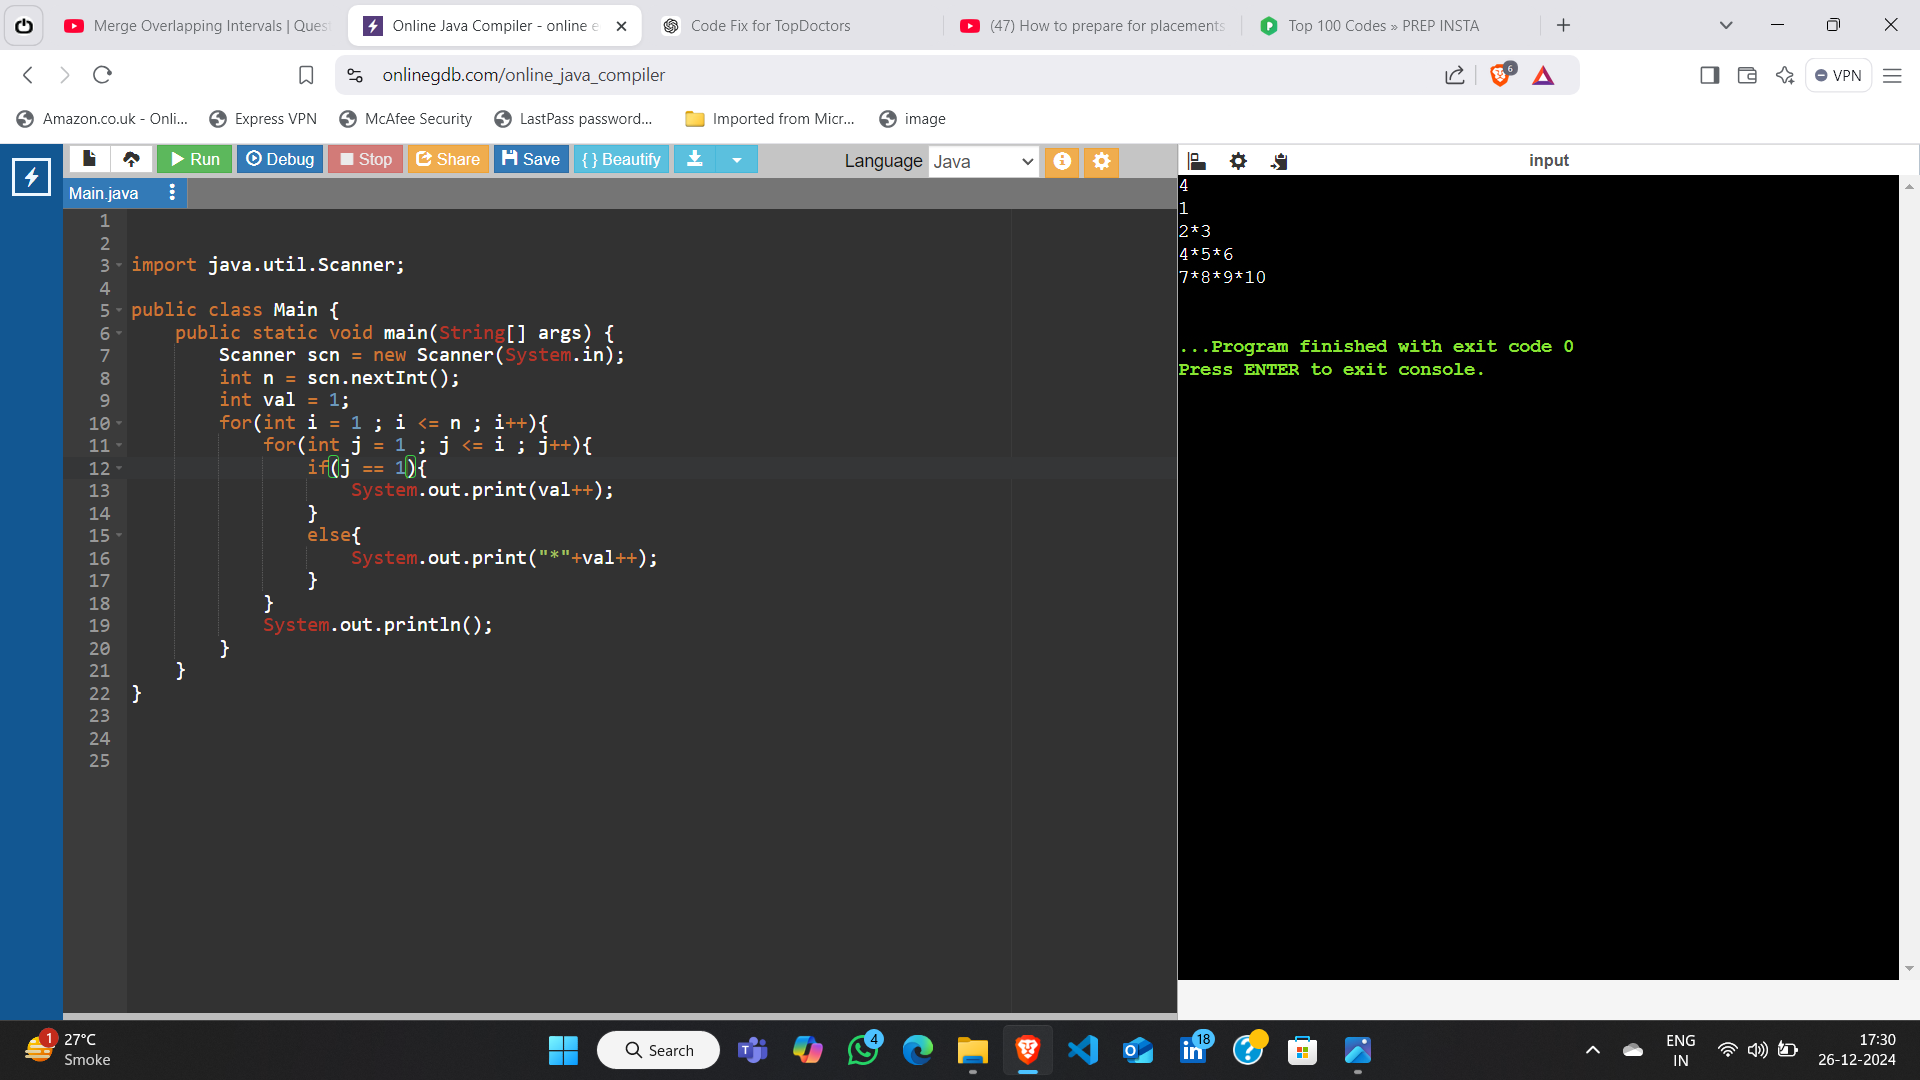 Merge Overlapping Intervals | Ques
Online Java Compiler - online e
Code Fix for TopDoctors
(47) How to prepare for placements
Top 100 Codes » PREP INSTA
onlinegdb.com/online_java_compiler
6
VPN
Amazon.co.uk - Onli...
Express VPN
McAfee Security
LastPass password...
Imported from Micr...
image
Run
Debug
Stop
Share
Save
{ } Beautify
Language
Java
input
Main.java
1
2
3 import java.util.Scanner;
4
5 public class Main {
6 public static void main(String[] args) {
7 Scanner scn = new Scanner(System.in);
8 int n = scn.nextInt();
9 int val = 1;
10 for(int i = 1 ; i <= n ; i++){
11 for(int j = 1 ; j <= i ; j++){
12 if(j == 1){
13 System.out.print(val++);
14 }
15 else{
16 System.out.print("*"+val++);
17 }
18 }
19 System.out.println();
20 }
21 }
22 }
23
24
25
4
1
2*3
4*5*6
7*8*9*10
...Program finished with exit code 0
Press ENTER to exit console.
1
27°C
Smoke
Search
4
18
ENG
IN
17:30
26-12-2024